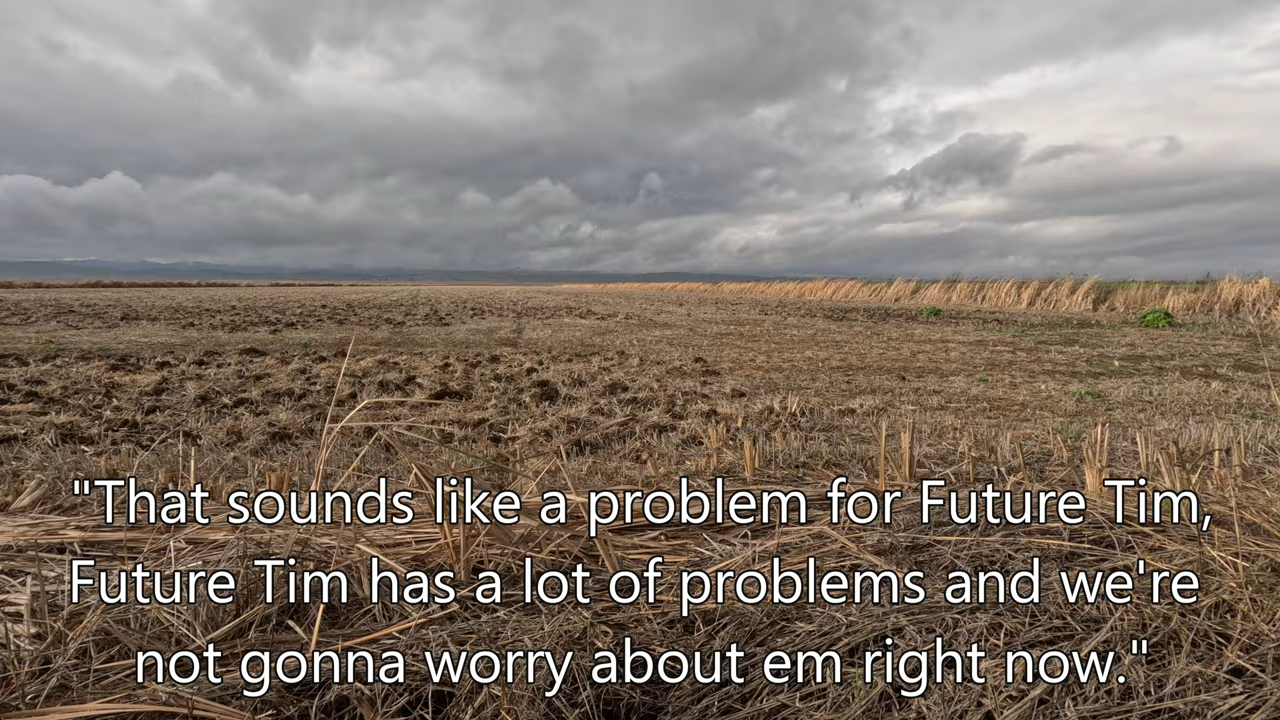 "That sounds like a problem for Future Tim,
Future Tim has a lot of problems and we're
not gonna worry about em right now."